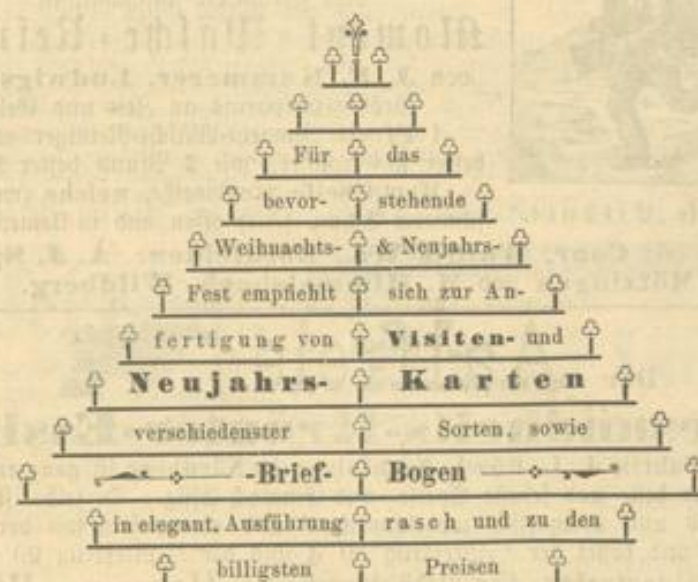 Für das
bevor- stehende
Weihnachts- & Neujahrs-
Fest empfiehlt sich zur An-
fertigung von Visiten- und
Neujahrs- Karten
verschiedenster Sorten, sowie
-Brief- Bogen
in elegant. Ausführung rasch und zu den
billigsten Preisen